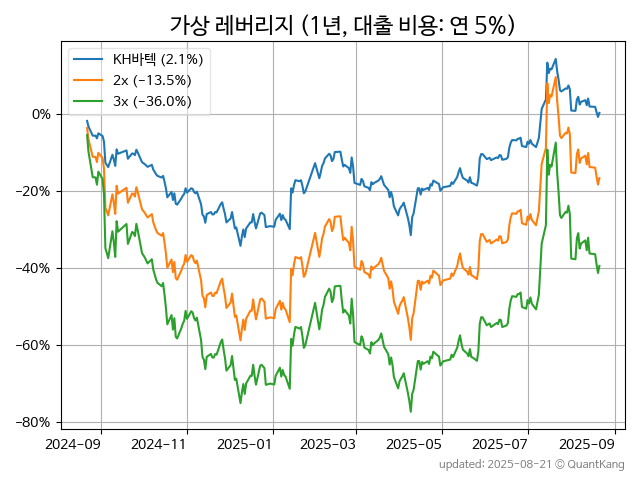 가상 레버리지 (1년, 대출 비용: 연 5%)
KH바텍 (2.1%)
2x (−13.5%)
3x (−36.0%)
0%
−20%
−40%
−60%
−80%
2024-09 2024-11 2025-01 2025-03 2025-05 2025-07 2025-09
updated: 2025-08-21 © QuantKang